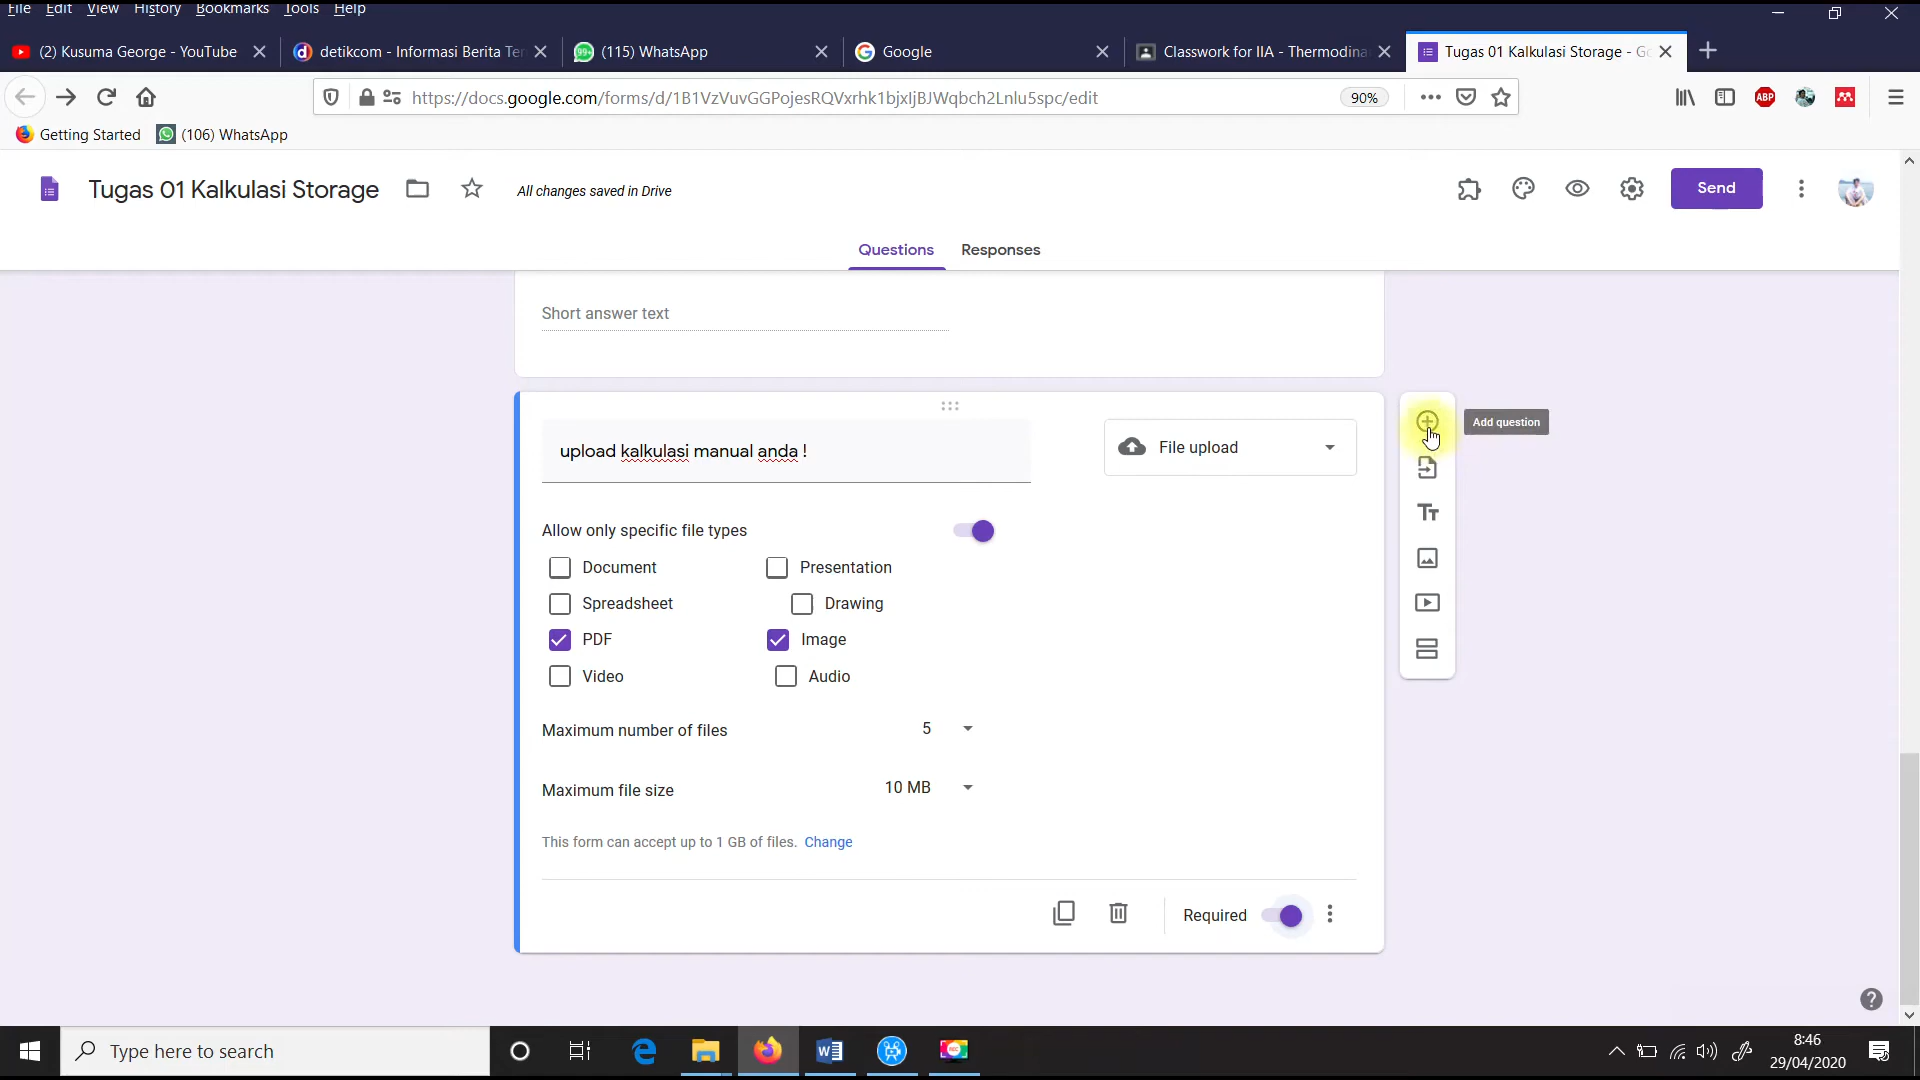 File Edit View History Bookmarks Tools Help
(2) Kusuma George - YouTube
detikcom - Informasi Berita Ter
(115) WhatsApp
Google
Classwork for IIA - Thermodina
Tugas 01 Kalkulasi Storage - Go
https://docs.google.com/forms/d/1B1VzVuvGGPojesRQVxrhk1bjxIjBJWqbch2Lnlu5spc/edit
90%
ABP
Getting Started
(106) WhatsApp
Tugas 01 Kalkulasi Storage
All changes saved in Drive
Send
Questions
Responses
Short answer text
upload kalkulasi manual anda !
File upload
Add question
Allow only specific file types
Document
Presentation
Spreadsheet
Drawing
PDF
Image
Video
Audio
Maximum number of files
5
Maximum file size
10 MB
This form can accept up to 1 GB of files. Change
Required
Type here to search
8:46
29/04/2020